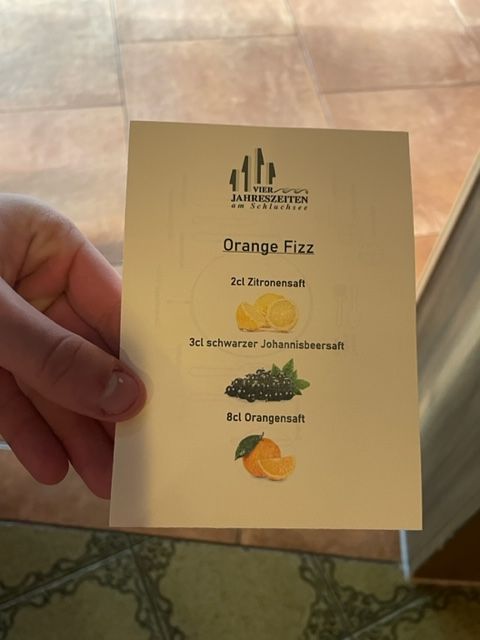 VIER
JAHRESZEITEN
am Schluchsee
Orange Fizz
2cl Zitronensaft
3cl schwarzer Johannisbeersaft
8cl Orangensaft